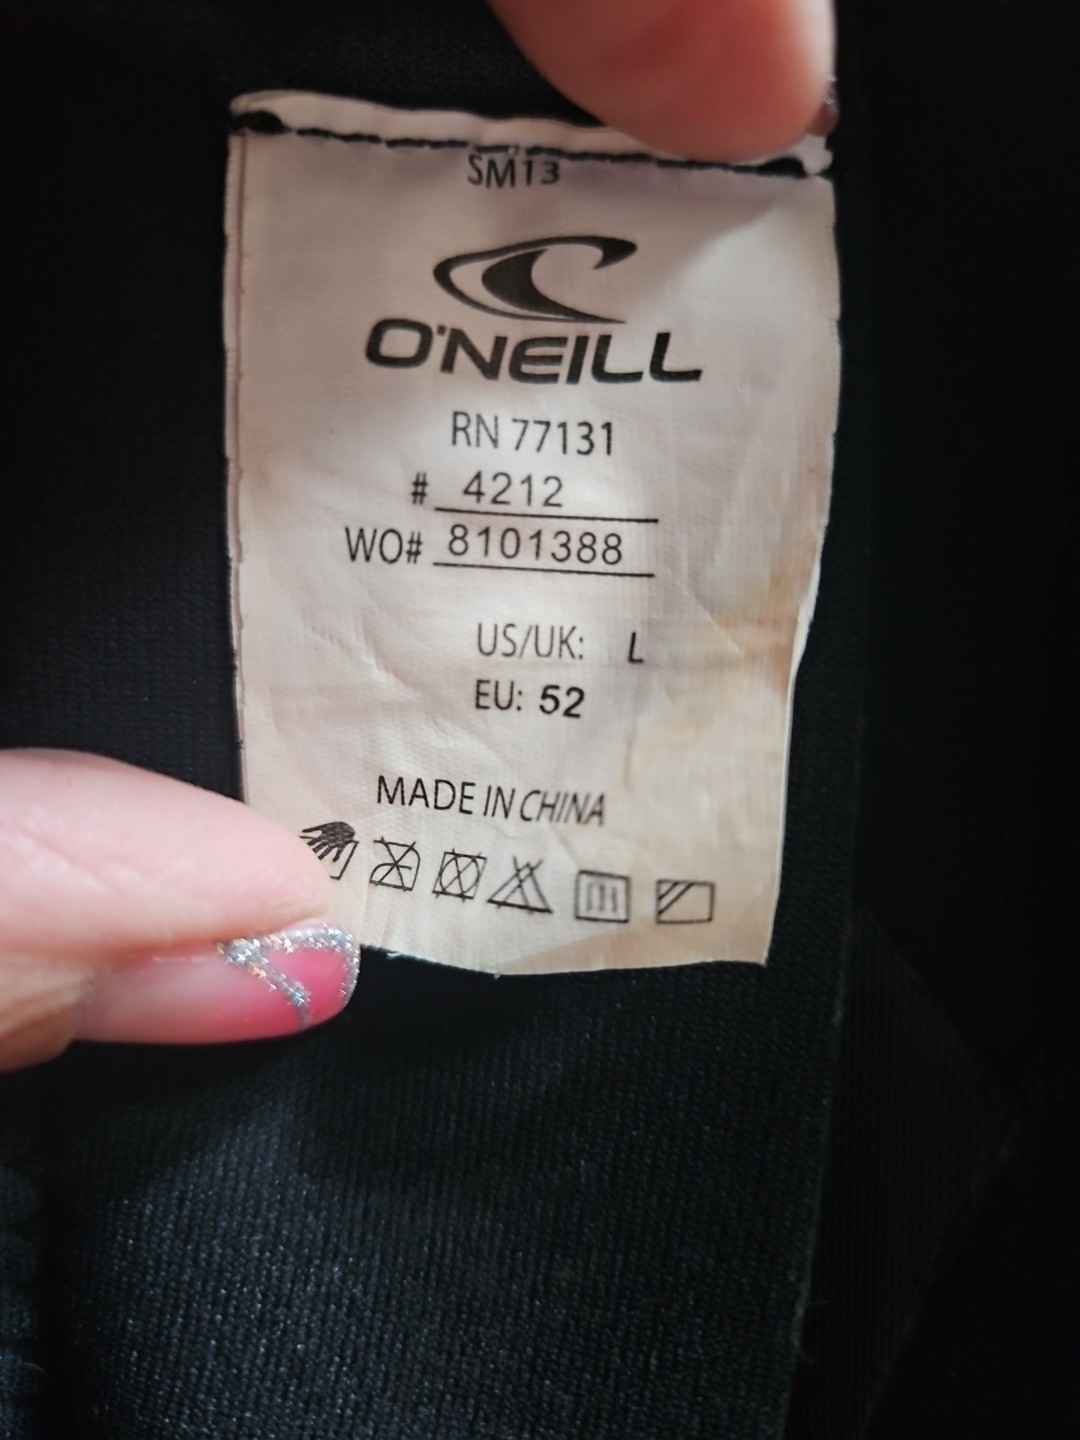 SM13
O'NEILL
RN 77131
# 4212
WO# 8101388
US/UK: L
EU: 52
MADE IN CHINA